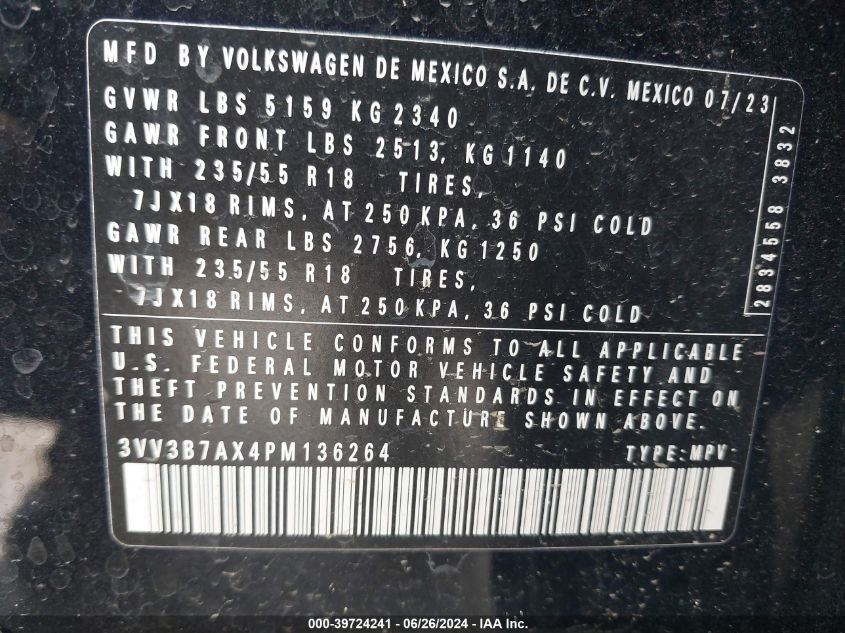 MFD BY VOLKSWAGEN DE MEXICO S.A. DE C.V. MEXICO 07/23
GVWR LBS 5159 KG 2340
GAWR FRONT LBS 2513, KG 1140
WITH 235/55 R18 TIRES,
7JX18 RIMS, AT 250 KPA, 36 PSI COLD
GAWR REAR LBS 2756, KG 1250
WITH 235/55 R18 TIRES,
7JX18 RIMS, AT 250 KPA, 36 PSI COLD
2834558 3832
THIS VEHICLE CONFORMS TO ALL APPLICABLE
U.S. FEDERAL MOTOR VEHICLE SAFETY AND
THEFT PREVENTION STANDARDS IN EFFECT ON
THE DATE OF MANUFACTURE SHOWN ABOVE.
3VV3B7AX4PM136264 TYPE: MPV
000-39724241 - 06/26/2024 - IAA Inc.